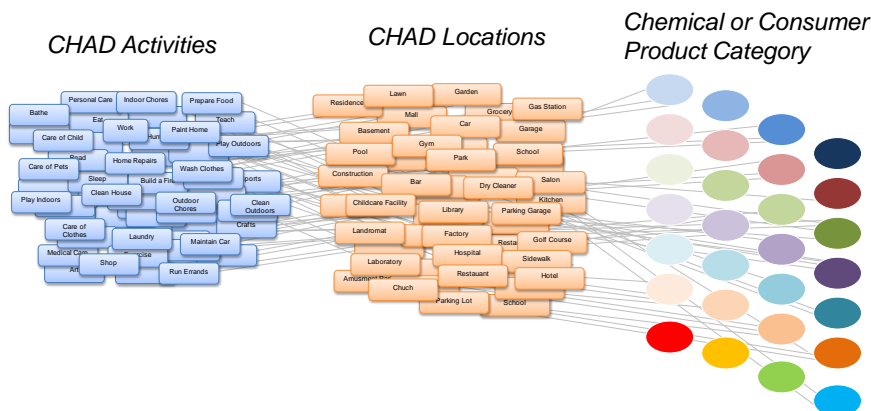 CHAD Activities
CHAD Locations
Chemical or Consumer
Product Category
Personal Care
Indoor Chores
Prepare Food
Bathe
Eat
Teach
Work
Paint Home
Care of Child
Play Outdoors
Home Repairs
Care of Pets
Wash Clothes
Sleep
Build a Fire
Clean House
Play Indoors
Outdoor
Chores
Clean
Outdoors
Crafts
Care of
Clothes
Laundry
Maintain Car
Medical Care
Shop
Run Errands
Residence
Lawn
Garden
Mall
Grocery
Gas Station
Basement
Car
Garage
Gym
Pool
School
Park
Construction
Bar
Dry Cleaner
Salon
Kitchen
Childcare Facility
Library
Parking Garage
Landromat
Factory
Golf Course
Hospital
Sidewalk
Laboratory
Restauant
Hotel
Chuch
Parking Lot
School